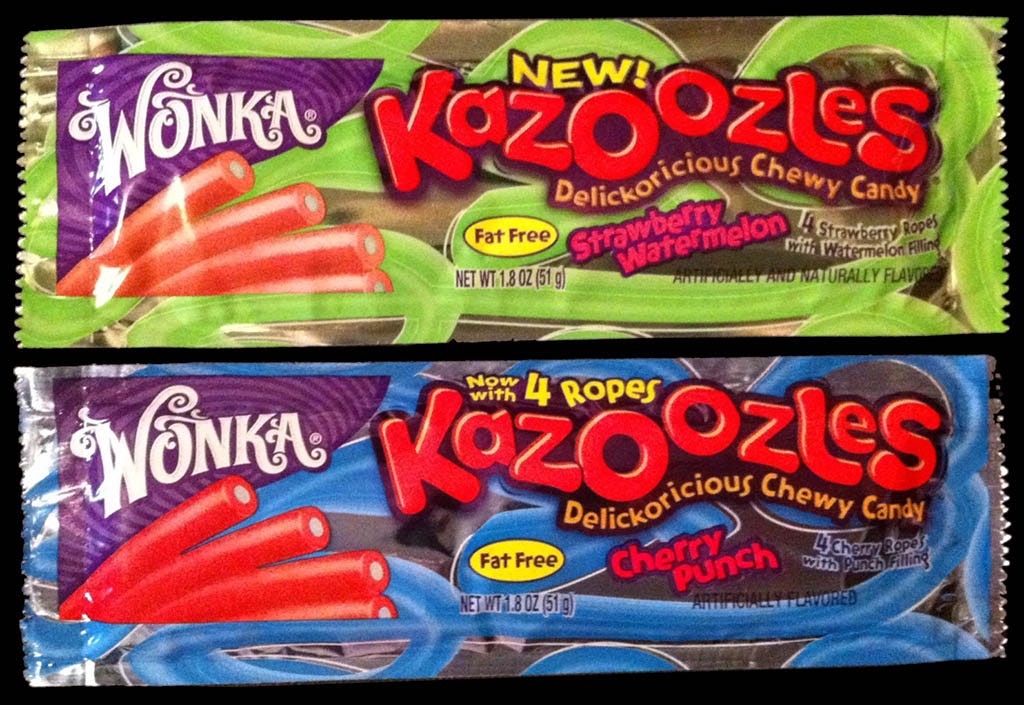 NEW!
WONKA®
KAZOOZLES
Delickoricious Chewy Candy
Fat Free
Strawberry
Watermelon
4 Strawberry Ropes
with Watermelon Filling
NET WT 1.8 OZ (51 g)
ARTIFICIALLY AND NATURALLY FLAVORED
Now
with 4 Ropes
WONKA®
KAZOOZLES
Delickoricious Chewy Candy
Fat Free
Cherry
Punch
4 Cherry Ropes
with Punch Filling
NET WT 1.8 OZ (51 g)
ARTIFICIALLY FLAVORED